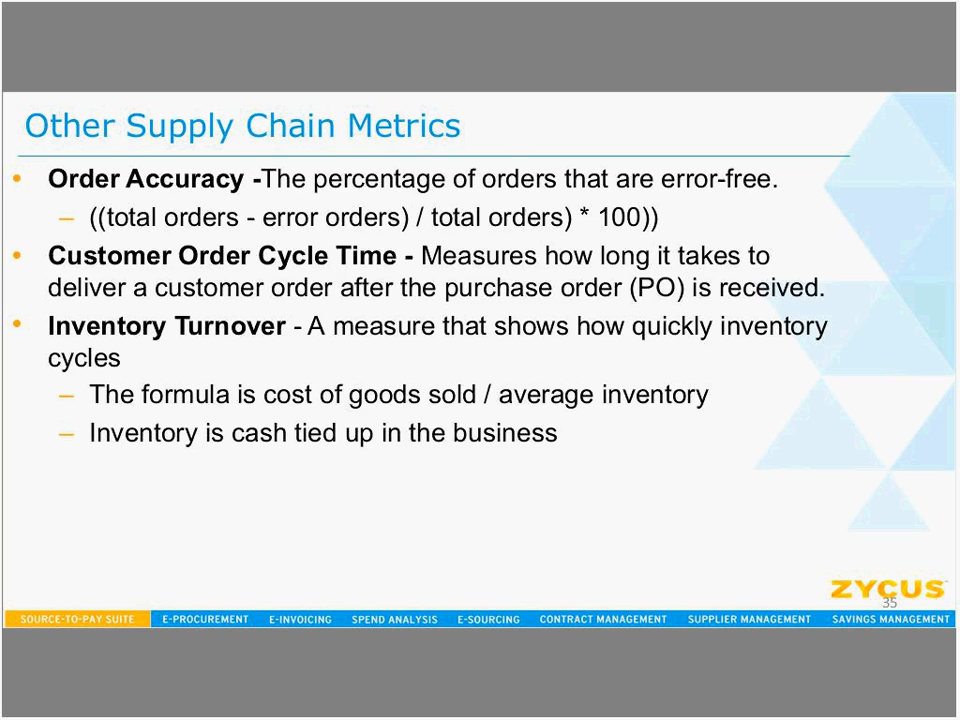 Other Supply Chain Metrics
• Order Accuracy -The percentage of orders that are error-free.
– ((total orders - error orders) / total orders) * 100))
• Customer Order Cycle Time - Measures how long it takes to
deliver a customer order after the purchase order (PO) is received.
• Inventory Turnover - A measure that shows how quickly inventory
cycles
– The formula is cost of goods sold / average inventory
– Inventory is cash tied up in the business
ZYCUS
35
SOURCE-TO-PAY SUITE E-PROCUREMENT E-INVOICING SPEND ANALYSIS E-SOURCING CONTRACT MANAGEMENT SUPPLIER MANAGEMENT SAVINGS MANAGEMENT